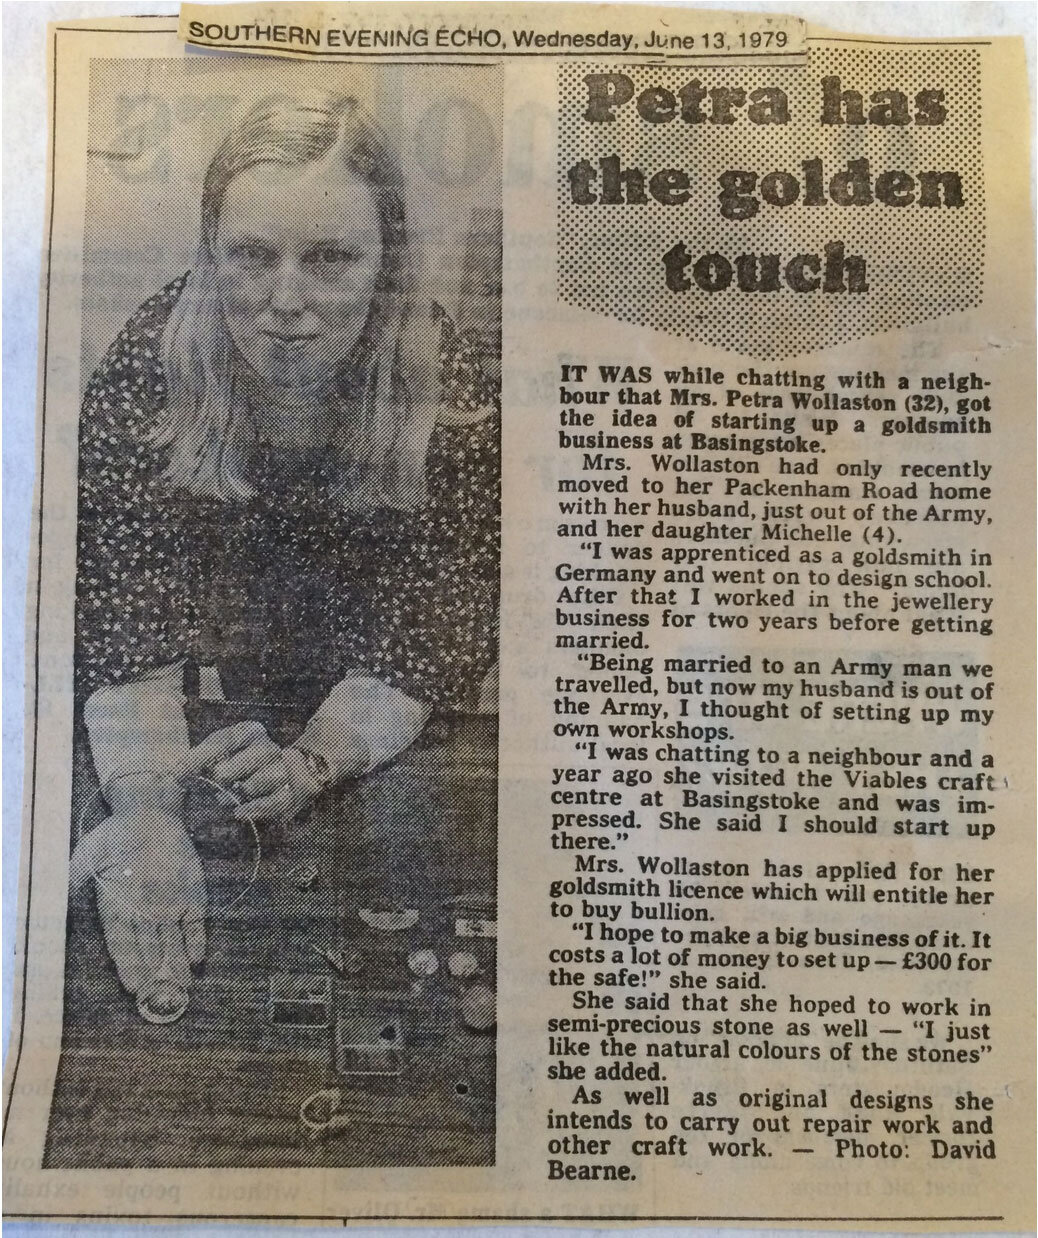 SOUTHERN EVENING ECHO, Wednesday, June 13, 1979
Petra has
the golden
touch
IT WAS while chatting with a neigh-
bour that Mrs. Petra Wollaston (32), got
the idea of starting up a goldsmith
business at Basingstoke.
Mrs. Wollaston had only recently
moved to her Packenham Road home
with her husband, just out of the Army,
and her daughter Michelle (4).
“I was apprenticed as a goldsmith in
Germany and went on to design school.
After that I worked in the jewellery
business for two years before getting
married.
“Being married to an Army man we
travelled, but now my husband is out of
the Army, I thought of setting up my
own workshops.
“I was chatting to a neighbour and a
year ago she visited the Viables craft
centre at Basingstoke and was im-
pressed. She said I should start up
there.”
Mrs. Wollaston has applied for her
goldsmith licence which will entitle her
to buy bullion.
“I hope to make a big business of it. It
costs a lot of money to set up — £300 for
the safe!” she said.
She said that she hoped to work in
semi-precious stone as well — “I just
like the natural colours of the stones”
she added.
As well as original designs she
intends to carry out repair work and
other craft work. — Photo: David
Bearne.